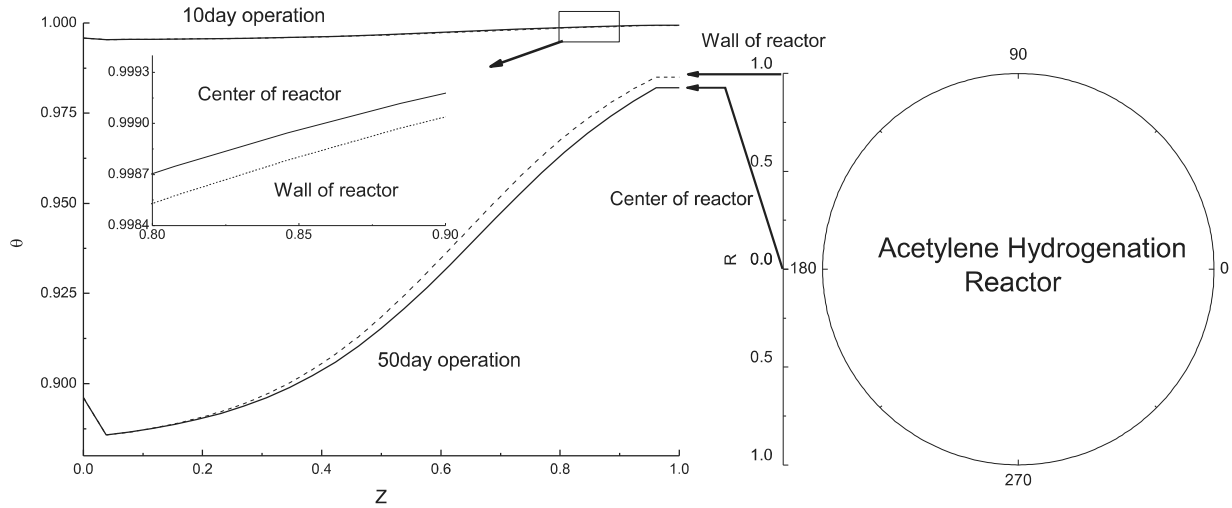 10day operation
1.000
0.975
0.950
0.925
0.900
θ
0.9993
0.9990
0.9987
0.9984
Center of reactor
Wall of reactor
0.80
0.85
0.90
50day operation
0.0
0.2
0.4
0.6
0.8
1.0
Z
Wall of reactor
Center of reactor
1.0
0.5
0.0
0.5
1.0
R
90
180
0
270
Acetylene Hydrogenation
Reactor